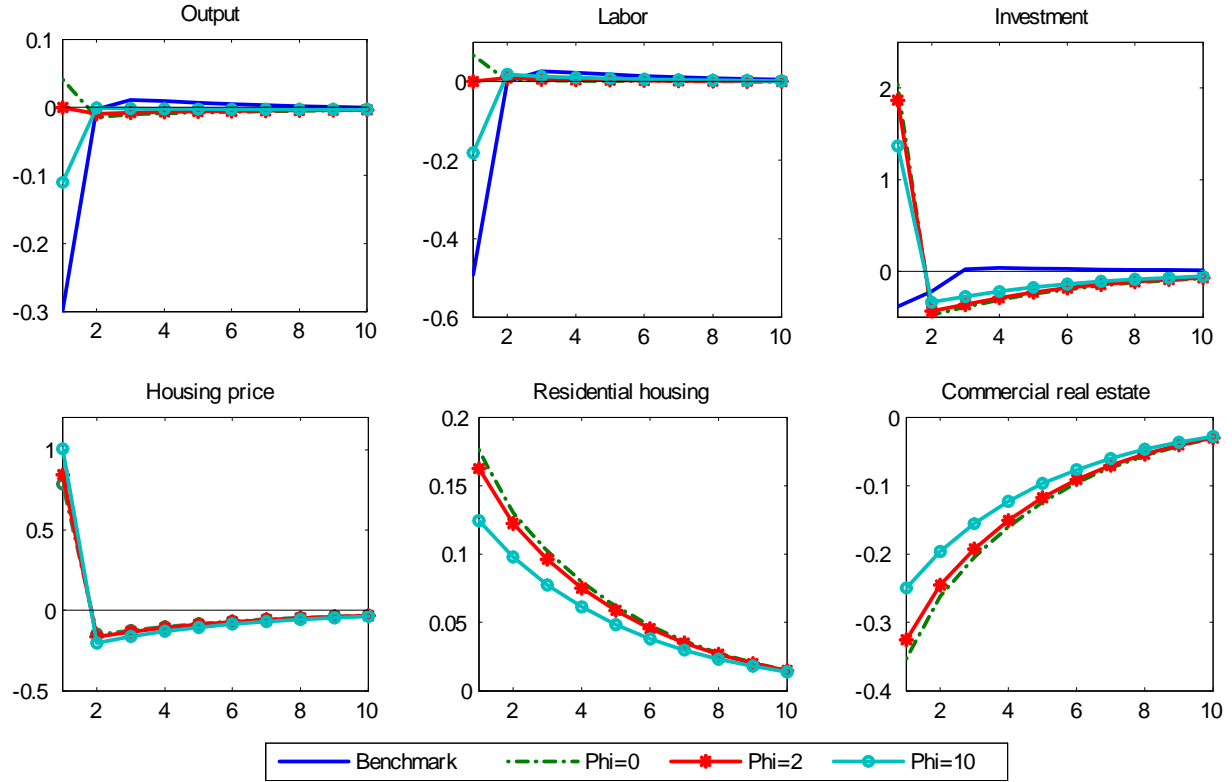 Output
Labor
Investment
0.1
0
-0.1
-0.2
-0.3
2 4 6 8 10
0
-0.2
-0.4
-0.6
2 4 6 8 10
2
1
0
2 4 6 8 10
Housing price
Residential housing
Commercial real estate
1
0.5
0
-0.5
2 4 6 8 10
0.2
0.15
0.1
0.05
0
2 4 6 8 10
0
-0.1
-0.2
-0.3
-0.4
2 4 6 8 10
Benchmark Phi=0 Phi=2 Phi=10